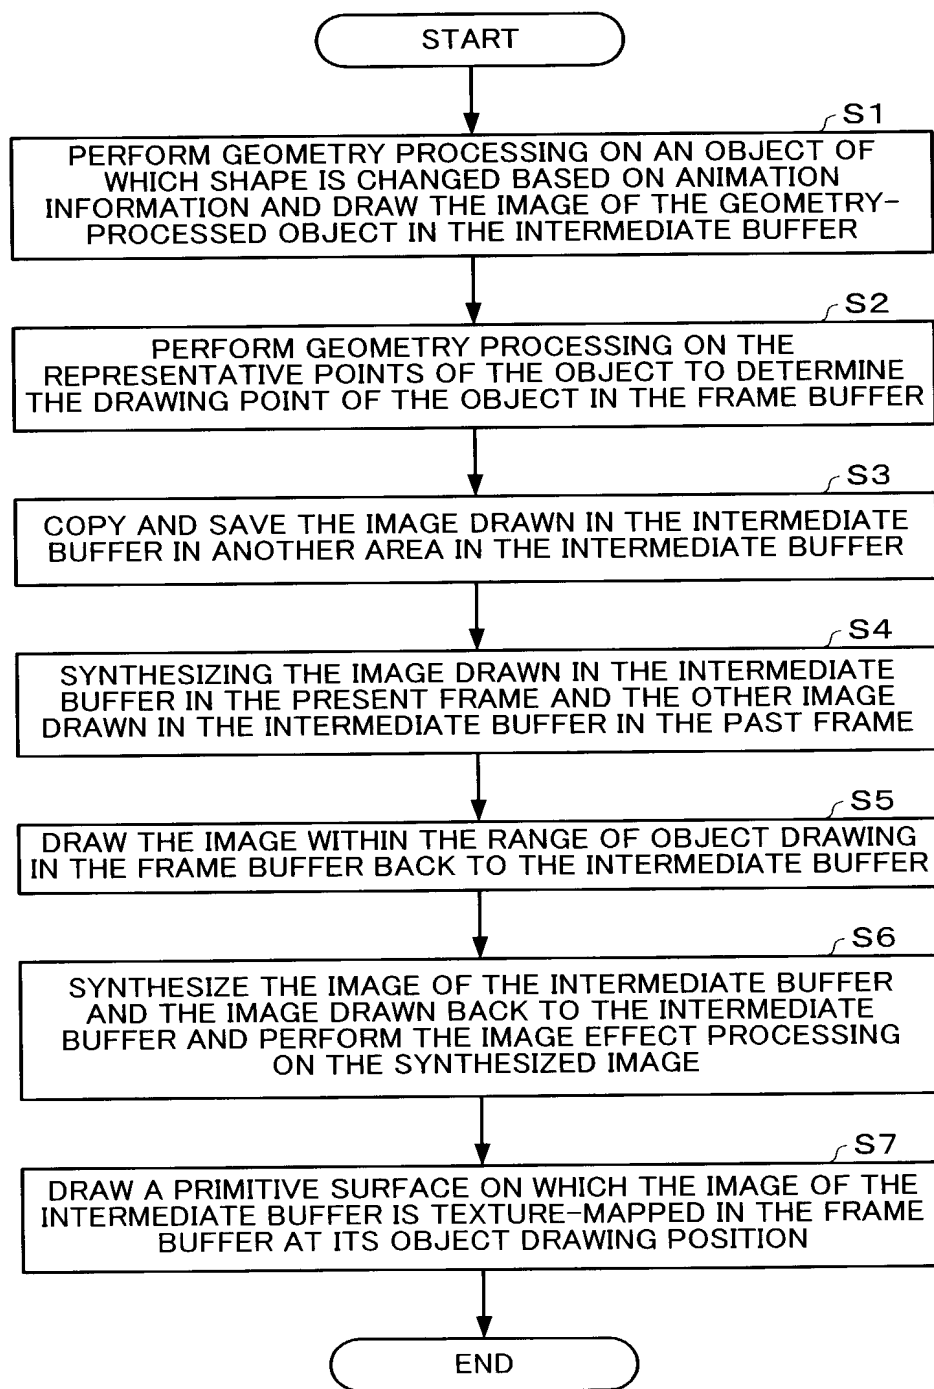 START
S1
PERFORM GEOMETRY PROCESSING ON AN OBJECT OF
WHICH SHAPE IS CHANGED BASED ON ANIMATION
INFORMATION AND DRAW THE IMAGE OF THE GEOMETRY-
PROCESSED OBJECT IN THE INTERMEDIATE BUFFER
S2
PERFORM GEOMETRY PROCESSING ON THE
REPRESENTATIVE POINTS OF THE OBJECT TO DETERMINE
THE DRAWING POINT OF THE OBJECT IN THE FRAME BUFFER
S3
COPY AND SAVE THE IMAGE DRAWN IN THE INTERMEDIATE
BUFFER IN ANOTHER AREA IN THE INTERMEDIATE BUFFER
S4
SYNTHESIZING THE IMAGE DRAWN IN THE INTERMEDIATE
BUFFER IN THE PRESENT FRAME AND THE OTHER IMAGE
DRAWN IN THE INTERMEDIATE BUFFER IN THE PAST FRAME
S5
DRAW THE IMAGE WITHIN THE RANGE OF OBJECT DRAWING
IN THE FRAME BUFFER BACK TO THE INTERMEDIATE BUFFER
S6
SYNTHESIZE THE IMAGE OF THE INTERMEDIATE BUFFER
AND THE IMAGE DRAWN BACK TO THE INTERMEDIATE
BUFFER AND PERFORM THE IMAGE EFFECT PROCESSING
ON THE SYNTHESIZED IMAGE
S7
DRAW A PRIMITIVE SURFACE ON WHICH THE IMAGE OF THE
INTERMEDIATE BUFFER IS TEXTURE-MAPPED IN THE FRAME
BUFFER AT ITS OBJECT DRAWING POSITION
END